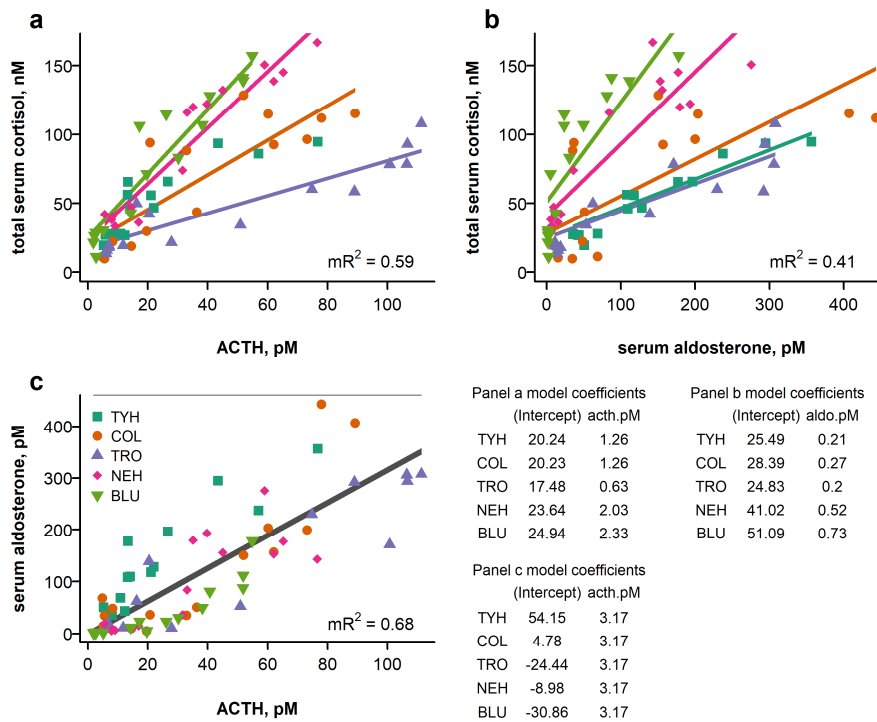 a
total serum cortisol, nM
150
100
50
0
mR² = 0.59
0 20 40 60 80 100
ACTH, pM
b
total serum cortisol, nM
150
100
50
0
mR² = 0.41
0 100 200 300 400
serum aldosterone, pM
c
serum aldosterone, pM
400
300
200
100
0
TYH
COL
TRO
NEH
BLU
mR² = 0.68
0 20 40 60 80 100
ACTH, pM
Panel a model coefficients
(Intercept) acth.pM
TYH 20.24 1.26
COL 20.23 1.26
TRO 17.48 0.63
NEH 23.64 2.03
BLU 24.94 2.33
Panel b model coefficients
(Intercept) aldo.pM
TYH 25.49 0.21
COL 28.39 0.27
TRO 24.83 0.2
NEH 41.02 0.52
BLU 51.09 0.73
Panel c model coefficients
(Intercept) acth.pM
TYH 54.15 3.17
COL 4.78 3.17
TRO -24.44 3.17
NEH -8.98 3.17
BLU -30.86 3.17